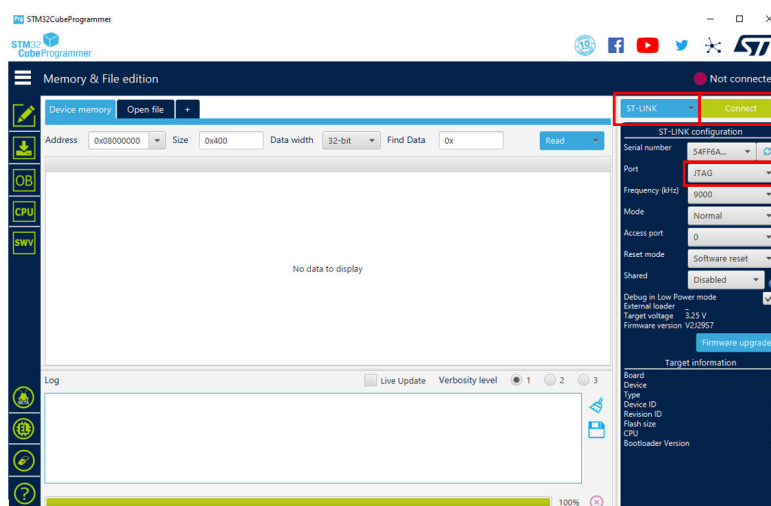 Prg STM32CubeProgrammer
STM32
CubeProgrammer
19
Memory & File edition
Not connecte
Device memory Open file +
ST-LINK Connect
Address 0x08000000 Size 0x400 Data width 32-bit Find Data 0x Read
ST-LINK configuration
Serial number 54FF6A...
Port JTAG
Frequency (kHz) 9000
Mode Normal
Access port 0
Reset mode Software reset
Shared Disabled
Debug in Low Power mode
External loader _
Target voltage 3.25 V
Firmware version V2J29S7
Firmware upgrade
OB
CPU
SWV
No data to display
Log Live Update Verbosity level 1 2 3
Target information
Board
Device
Type
Device ID
Revision ID
Flash size
CPU
Bootloader Version
BETA
100%